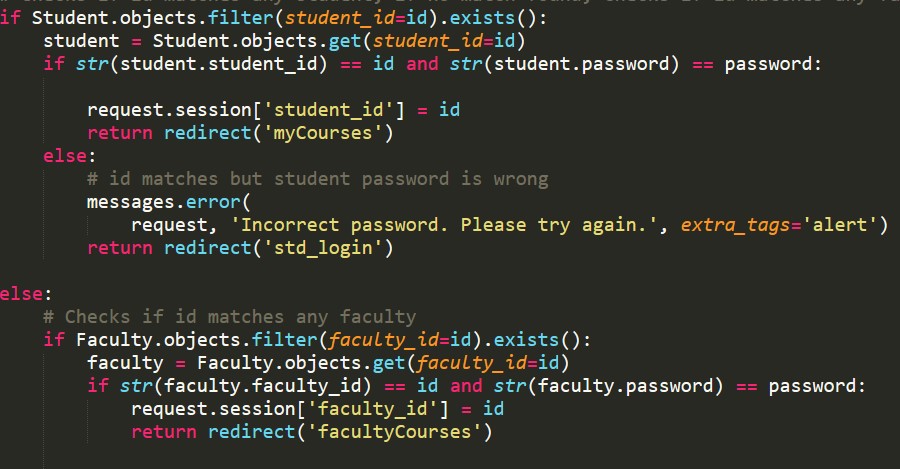 if Student.objects.filter(student_id=id).exists():
    student = Student.objects.get(student_id=id)
    if str(student.student_id) == id and str(student.password) == password:

        request.session['student_id'] = id
        return redirect('myCourses')
    else:
        # id matches but student password is wrong
        messages.error(
            request, 'Incorrect password. Please try again.', extra_tags='alert')
        return redirect('std_login')

else:
    # Checks if id matches any faculty
    if Faculty.objects.filter(faculty_id=id).exists():
        faculty = Faculty.objects.get(faculty_id=id)
        if str(faculty.faculty_id) == id and str(faculty.password) == password:
            request.session['faculty_id'] = id
            return redirect('facultyCourses')